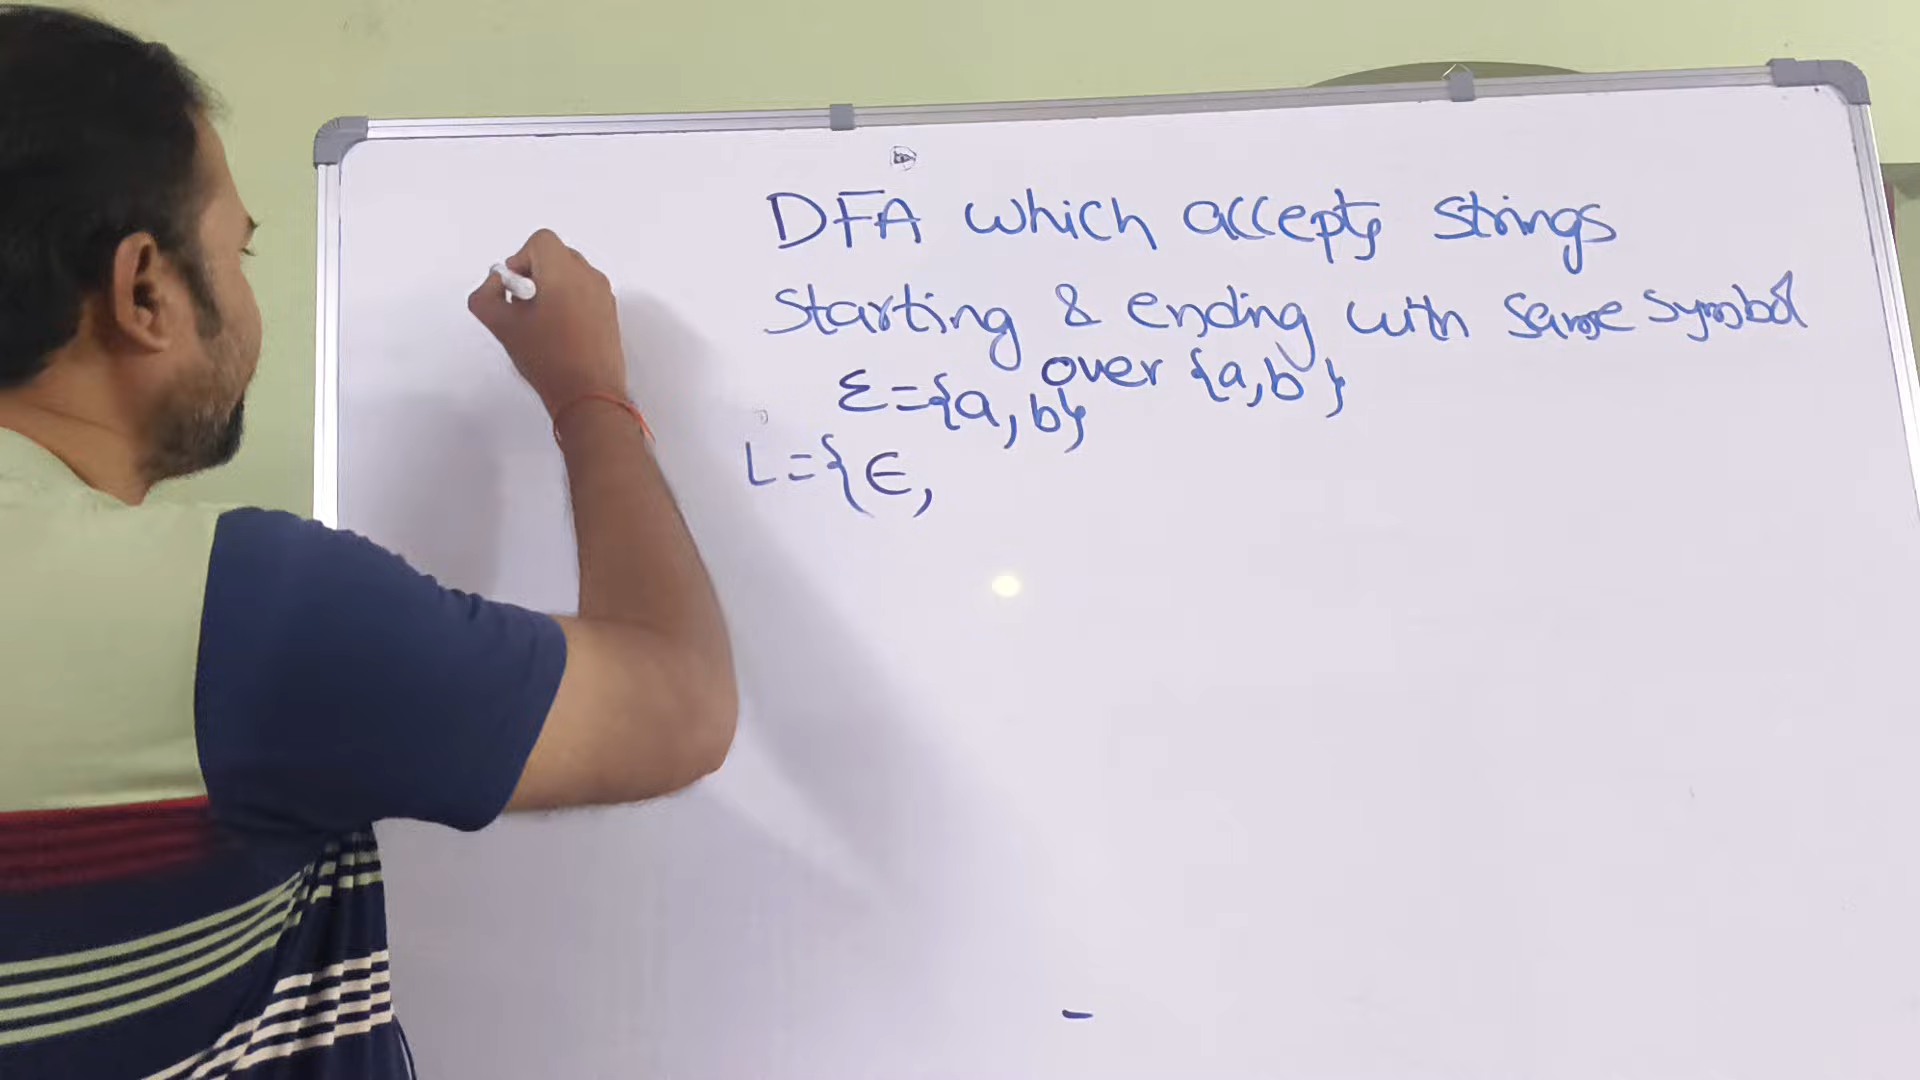 DFA which accepts strings
starting & ending with same symbol
over {a,b}
Ɛ={a,b}
L={ϵ,